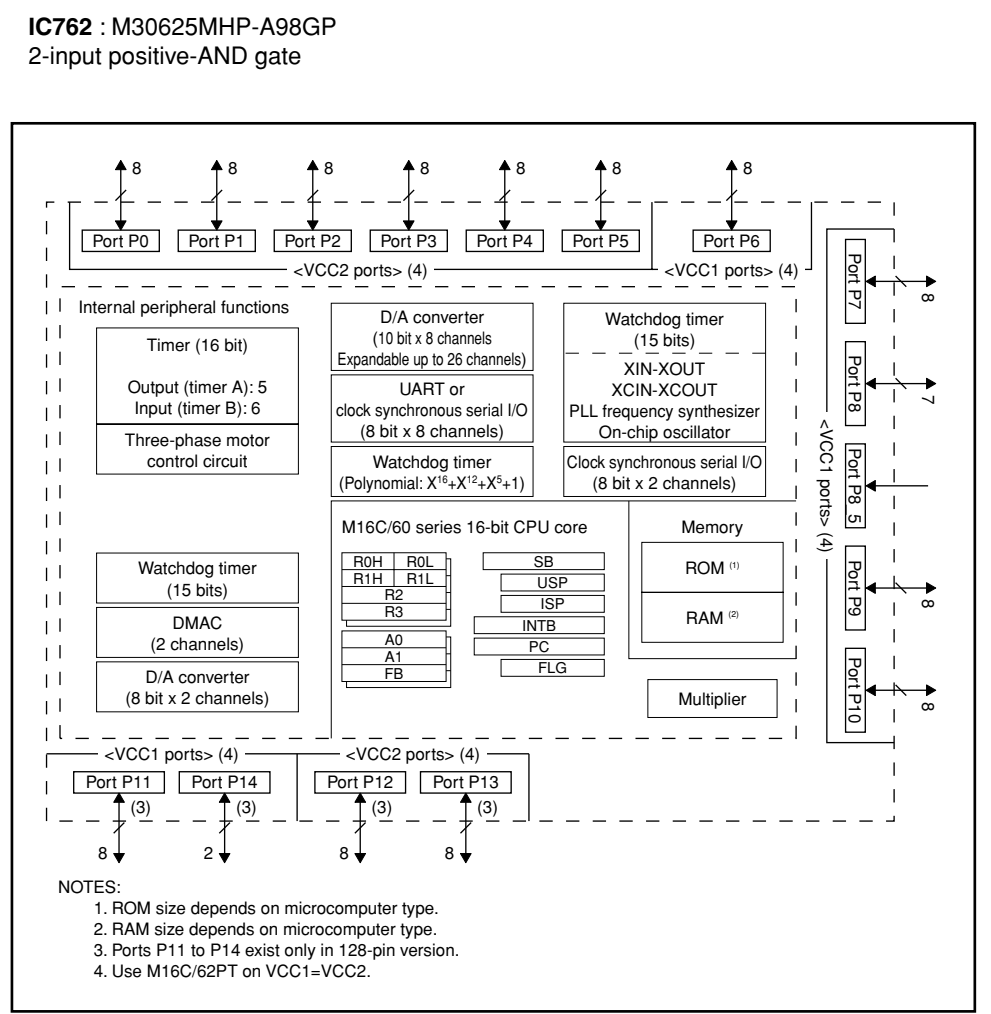 IC762 : M30625MHP-A98GP
2-input positive-AND gate
8 8 8 8 8 8 8
Port P0 Port P1 Port P2 Port P3 Port P4 Port P5 Port P6
<VCC2 ports> (4) <VCC1 ports> (4)
Internal peripheral functions
Timer (16 bit)
Output (timer A): 5
Input (timer B): 6
Three-phase motor
control circuit
Watchdog timer
(15 bits)
DMAC
(2 channels)
D/A converter
(8 bit x 2 channels)
D/A converter
(10 bit x 8 channels
Expandable up to 26 channels)
UART or
clock synchronous serial I/O
(8 bit x 8 channels)
Watchdog timer
(Polynomial: X16+X12+X5+1)
Watchdog timer
(15 bits)
XIN-XOUT
XCIN-XCOUT
PLL frequency synthesizer
On-chip oscillator
Clock synchronous serial I/O
(8 bit x 2 channels)
M16C/60 series 16-bit CPU core
R0H R0L
R1H R1L
R2
R3
A0
A1
FB
SB
USP
ISP
INTB
PC
FLG
Memory
ROM (1)
RAM (2)
Multiplier
<VCC1 ports> (4)
Port P7 8
Port P8 7
Port P8_5
Port P9 8
Port P10 8
<VCC1 ports> (4) <VCC2 ports> (4)
Port P11 Port P14 Port P12 Port P13
(3) (3) (3) (3)
8 2 8 8
NOTES:
1. ROM size depends on microcomputer type.
2. RAM size depends on microcomputer type.
3. Ports P11 to P14 exist only in 128-pin version.
4. Use M16C/62PT on VCC1=VCC2.